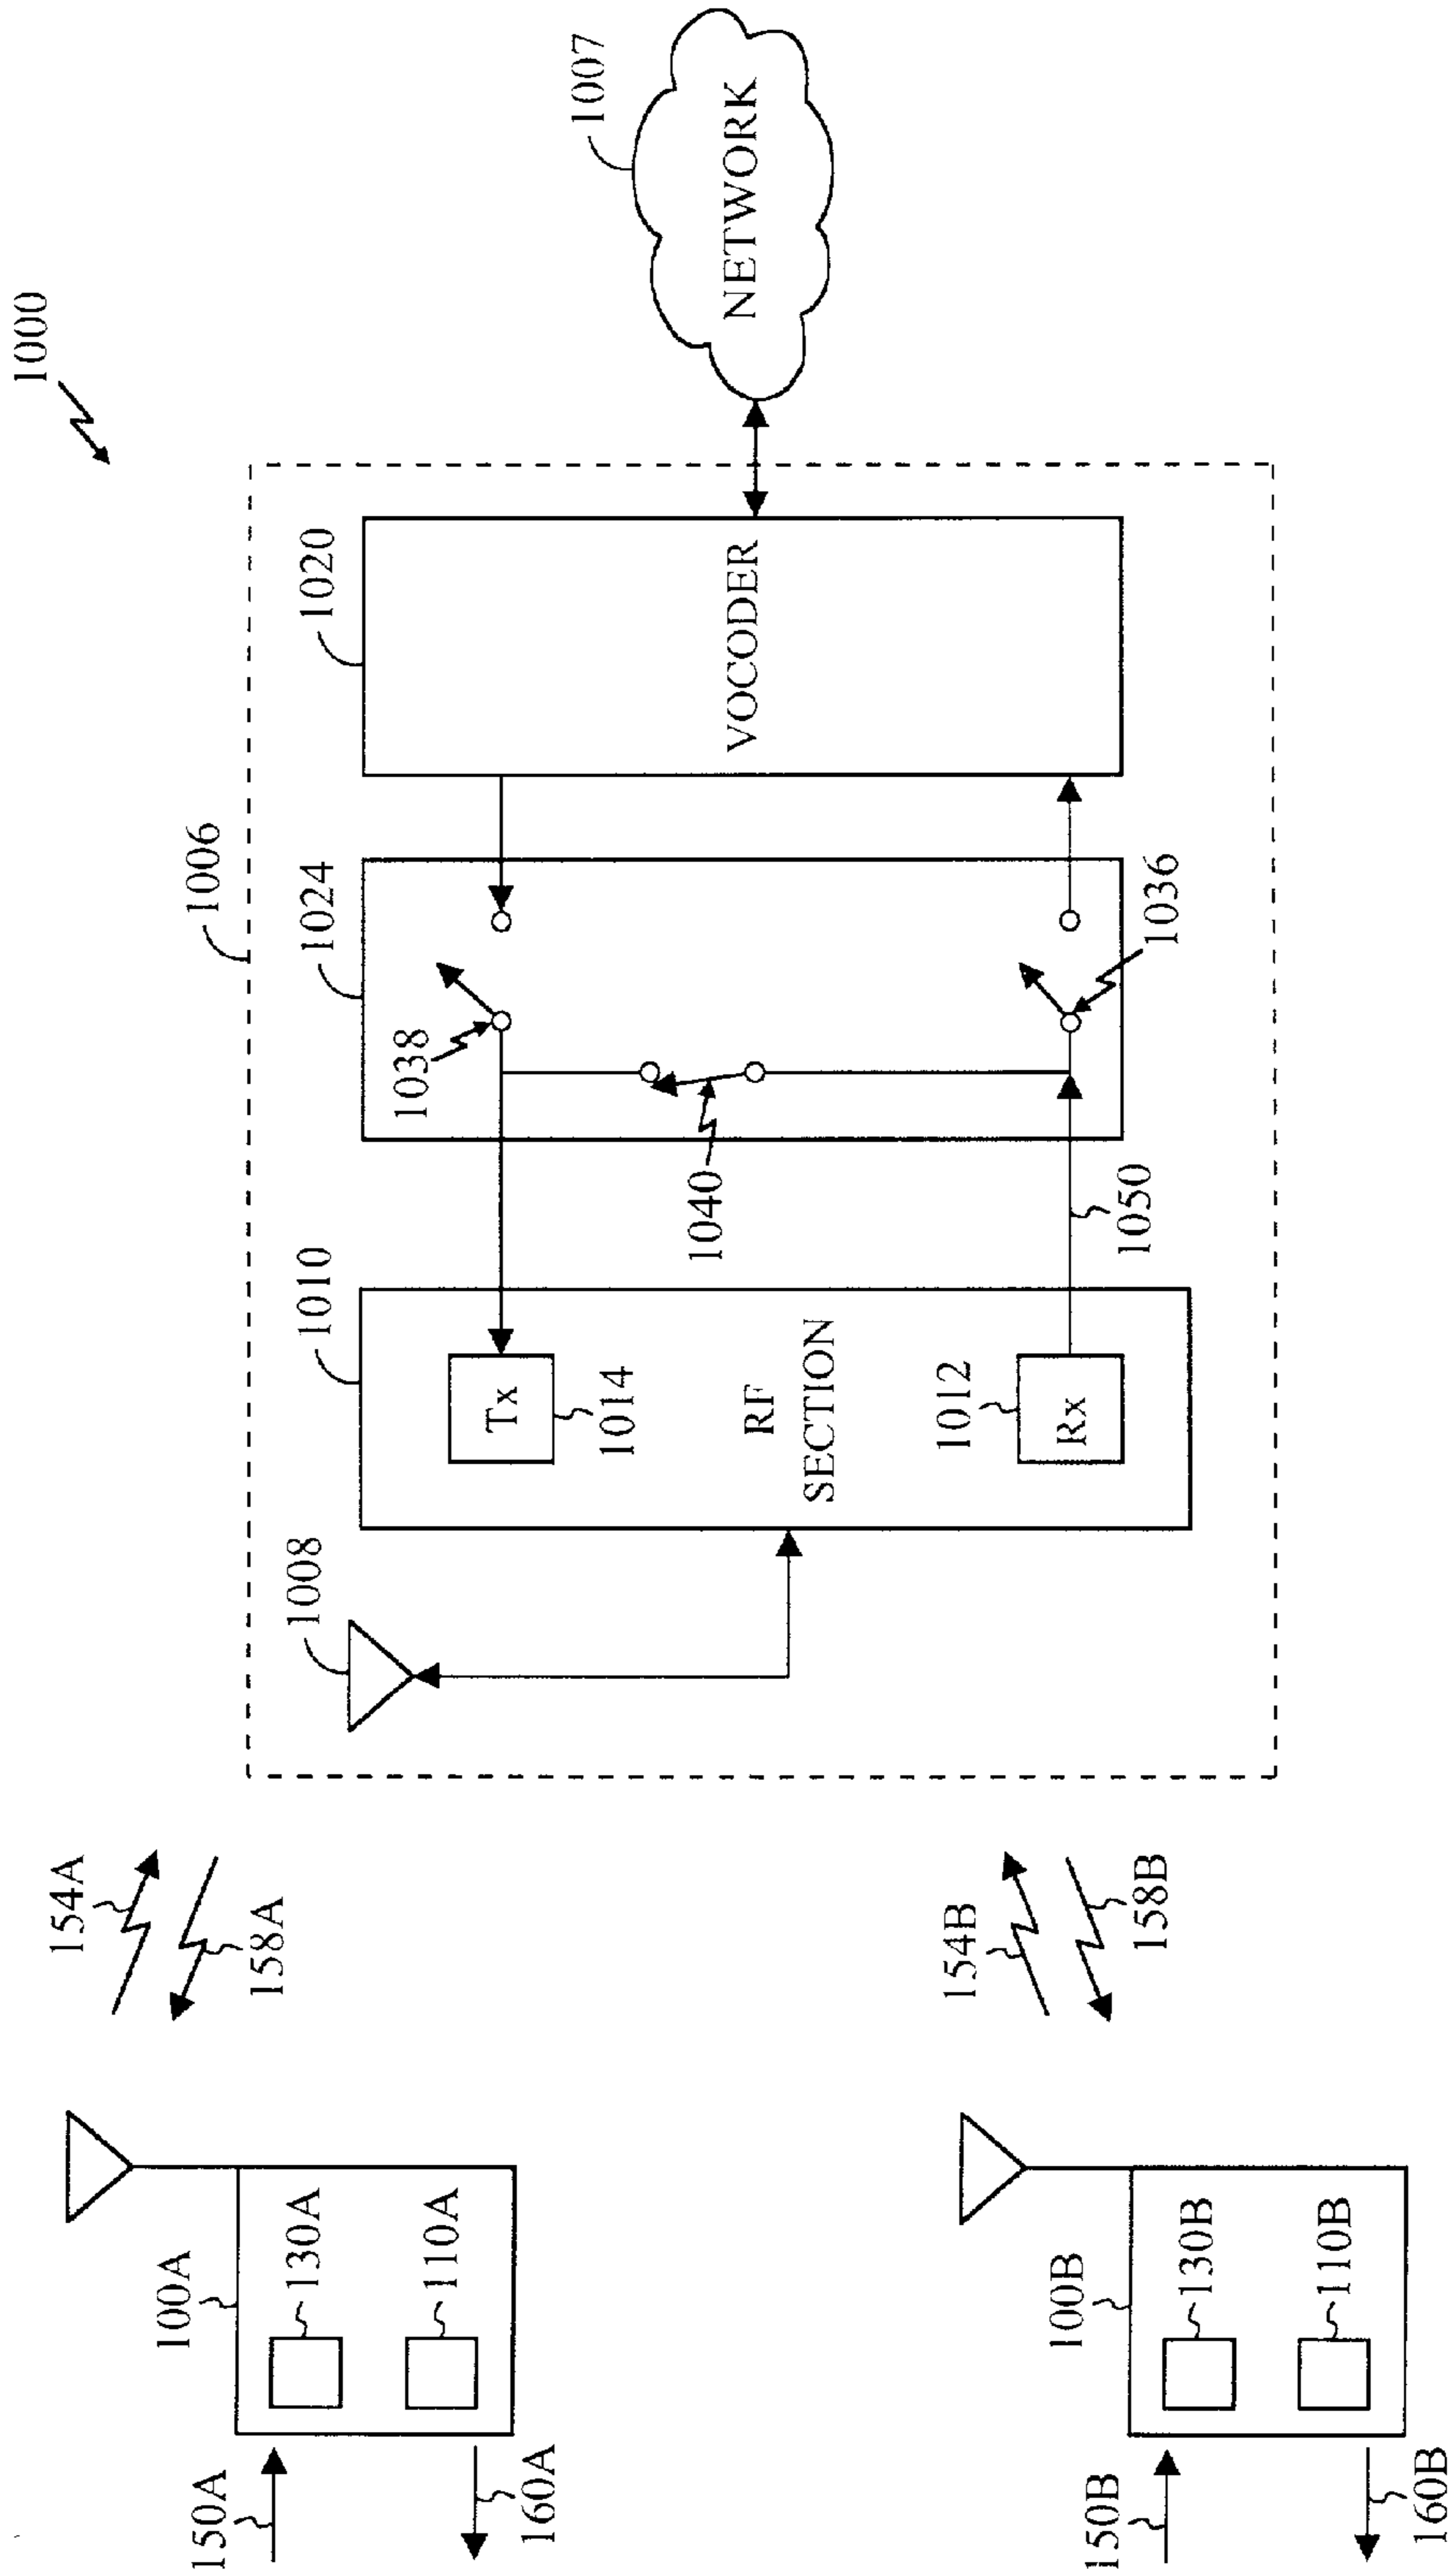 1000
1006
1007
NETWORK
1020
VOCODER
1024
1038
1040
1036
1050
1010
Tx
1014
RF
SECTION
1012
Rx
1008
154A
158A
154B
158B
100A
130A
110A
150A
160A
100B
130B
110B
150B
160B